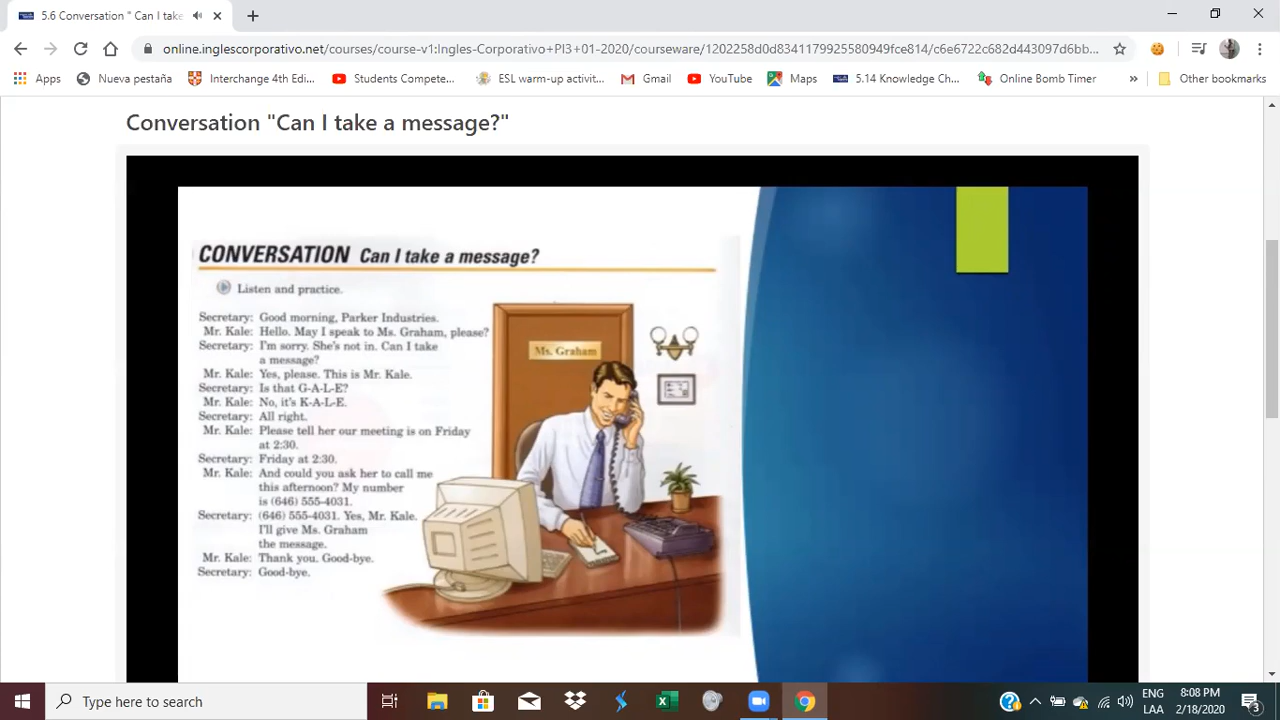 5.6 Conversation " Can I take
online.inglescorporativo.net/courses/course-v1:Ingles-Corporativo+PI3+01-2020/courseware/1202258d0d8341179925580949fce814/c6e6722c682d443097d6bb...
Apps
Nueva pestaña
Interchange 4th Edi...
Students Compete...
ESL warm-up activit...
Gmail
YouTube
Maps
5.14 Knowledge Ch...
Online Bomb Timer
»
Other bookmarks
Conversation "Can I take a message?"
CONVERSATION Can I take a message?
Listen and practice.
Secretary: Good morning, Parker Industries.
Mr. Kale: Hello. May I speak to Ms. Graham, please?
Secretary: I'm sorry. She's not in. Can I take
a message?
Mr. Kale: Yes, please. This is Mr. Kale.
Secretary: Is that G-A-L-E?
Mr. Kale: No, it's K-A-L-E.
Secretary: All right.
Mr. Kale: Please tell her our meeting is on Friday
at 2:30.
Secretary: Friday at 2:30.
Mr. Kale: And could you ask her to call me
this afternoon? My number
is (646) 555-4031.
Secretary: (646) 555-4031. Yes, Mr. Kale.
I'll give Ms. Graham
the message.
Mr. Kale: Thank you. Good-bye.
Secretary: Good-bye.
Ms. Graham
Type here to search
ENG
LAA
8:08 PM
2/18/2020
3